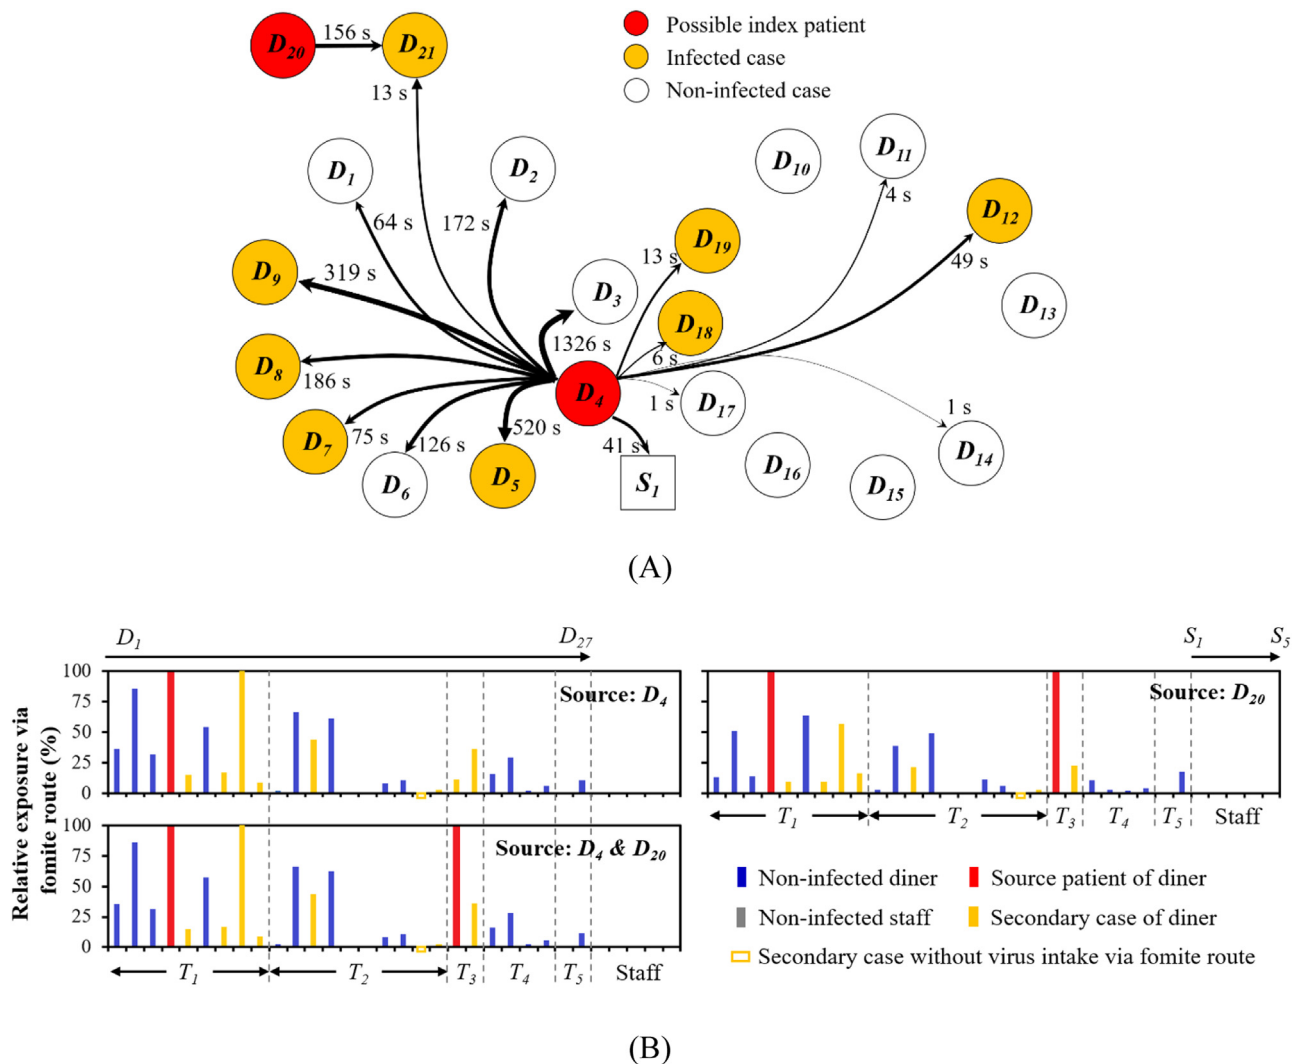 D20 156 s D21
Possible index patient
Infected case
Non-infected case
13 s
D1 D2 D10 D11
64 s 172 s 4 s
D9 319 s D3 D19 13 s D12 49 s
D13
D8 186 s 1326 s D18 6 s
D4 1 s D17 1 s
D7 75 s D6 126 s D5 520 s 41 s S1 D16 D15 D14
(A)
D1 D27 S1 S5
Relative exposure via
fomite route (%)
100
75
50
25
0
Source: D4
Source: D20
T1 T2 T3 T4 T5 Staff
100
75
50
25
0
Source: D4 & D20
T1 T2 T3 T4 T5 Staff
Non-infected diner
Source patient of diner
Non-infected staff
Secondary case of diner
Secondary case without virus intake via fomite route
(B)